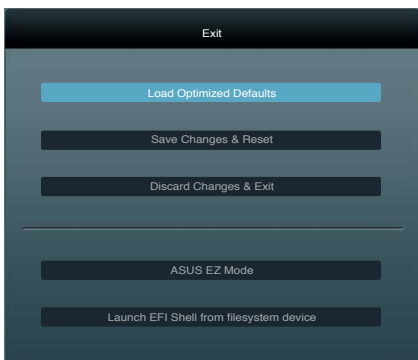 Exit
Load Optimized Defaults
Save Changes & Reset
Discard Changes & Exit
ASUS EZ Mode
Launch EFI Shell from filesystem device